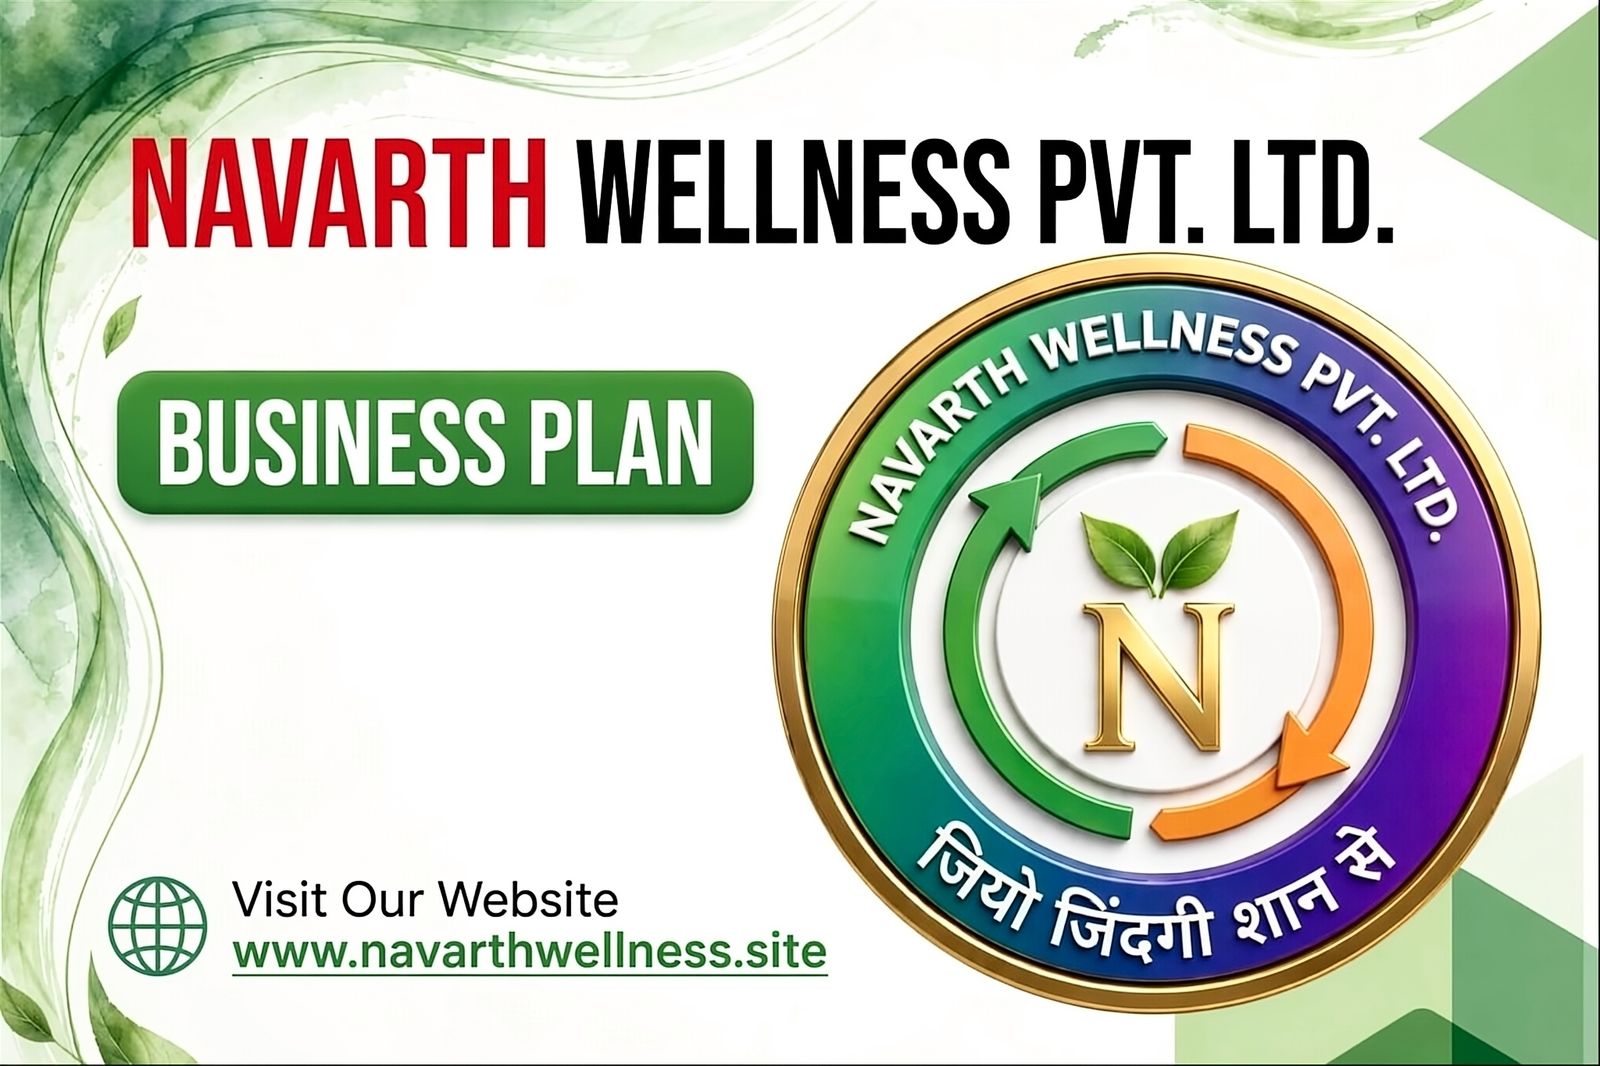 NAVARTH WELLNESS PVT. LTD.
BUSINESS PLAN
NAVARTH WELLNESS PVT. LTD.
N
जियो जिंदगी शान से
Visit Our Website
www.navarthwellness.site